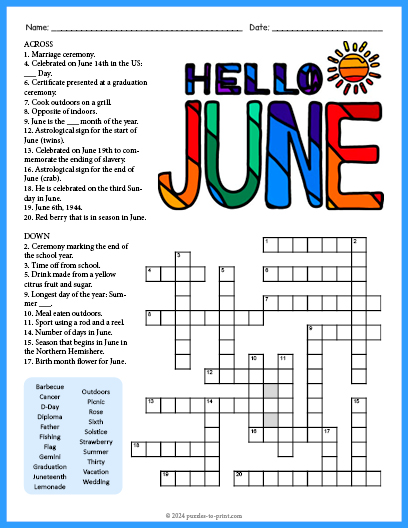 Name: ______ Date: ______
HELLO
JUNE
ACROSS
1. Marriage ceremony.
4. Celebrated on June 14th in the US:
___ Day.
6. Certificate presented at a graduation
ceremony.
7. Cook outdoors on a grill.
8. Opposite of indoors.
9. June is the ___ month of the year.
12. Astrological sign for the start of
June (twins).
13. Celebrated on June 19th to com-
memorate the ending of slavery.
16. Astrological sign for the end of
June (crab).
18. He is celebrated on the third Sun-
day in June.
19. June 6th, 1944.
20. Red berry that is in season in June.
DOWN
2. Ceremony marking the end of
the school year.
3. Time off from school.
5. Drink made from a yellow
citrus fruit and sugar.
9. Longest day of the year: Sum-
mer ___.
10. Meal eaten outdoors.
11. Sport using a rod and a reel.
14. Number of days in June.
15. Season that begins in June in
the Northern Hemishere.
17. Birth month flower for June.
Barbecue
Cancer
D-Day
Diploma
Father
Fishing
Flag
Gemini
Graduation
Juneteenth
Lemonade
Outdoors
Picnic
Rose
Sixth
Solstice
Strawberry
Summer
Thirty
Vacation
Wedding
1 2
3
4 5 6
7
8
9
10 11
12
13 14 15
16 17
18
19 20
© 2024 puzzles-to-print.com